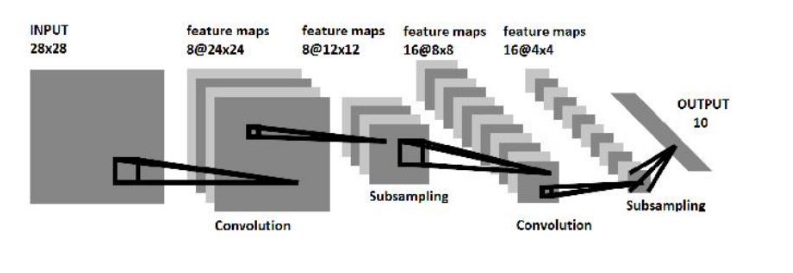 INPUT
28x28
feature maps
8@24x24
feature maps
8@12x12
feature maps
16@8x8
feature maps
16@4x4
OUTPUT
10
Convolution
Subsampling
Convolution
Subsampling